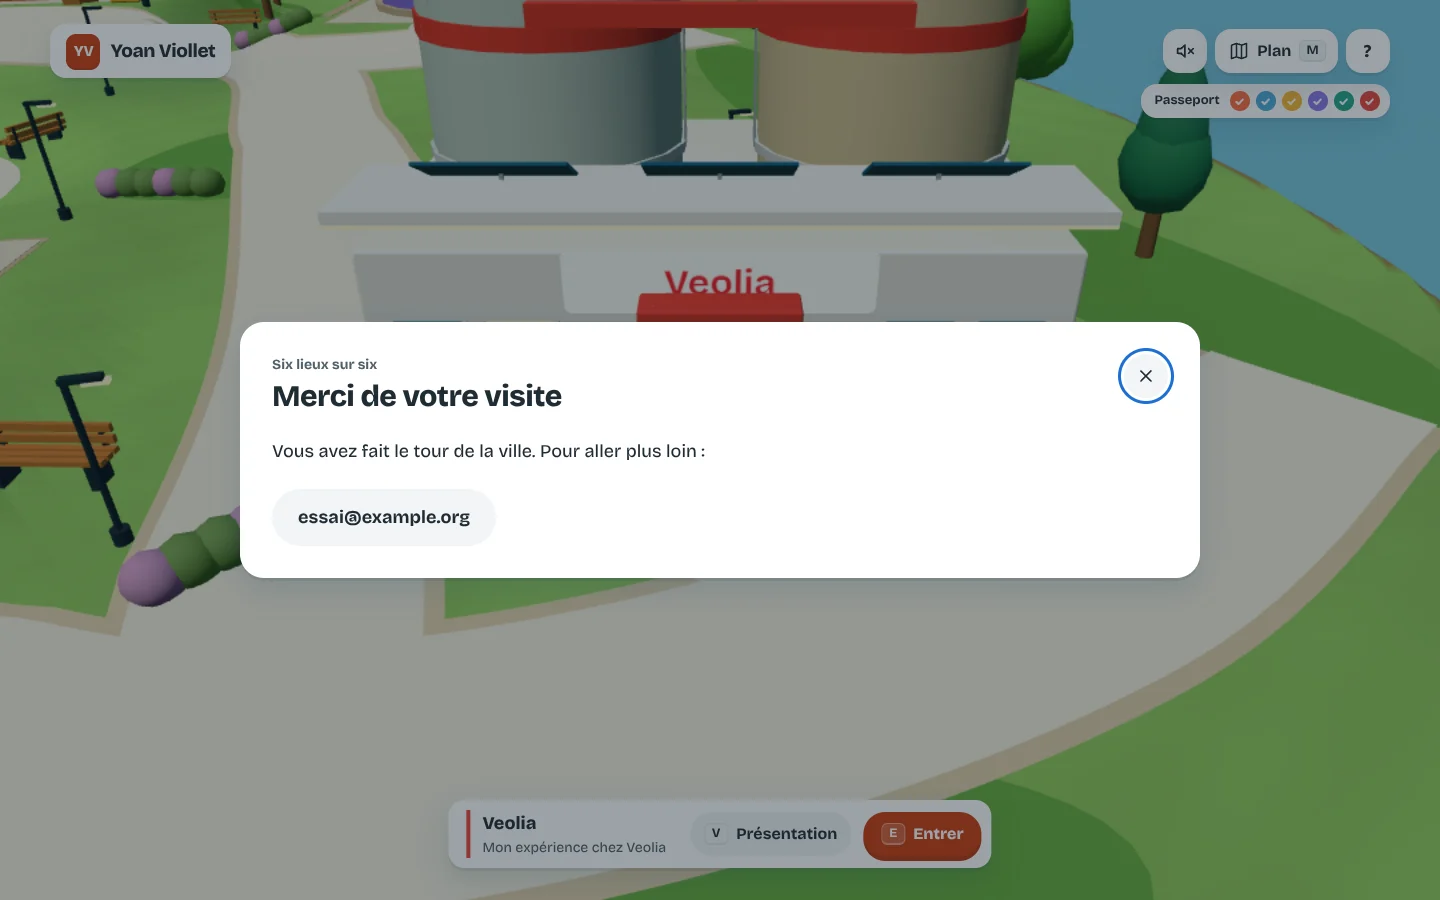 YV Yoan Viollet
Plan M ?
Passeport
Veolia
Six lieux sur six
Merci de votre visite
Vous avez fait le tour de la ville. Pour aller plus loin :
essai@example.org
Veolia
Mon expérience chez Veolia
V Présentation
E Entrer